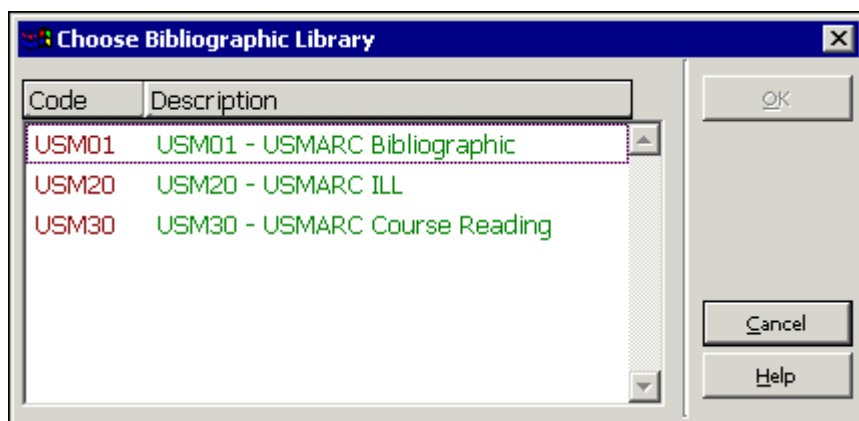 Choose Bibliographic Library
Code Description
USM01 USM01 - USMARC Bibliographic
USM20 USM20 - USMARC ILL
USM30 USM30 - USMARC Course Reading
OK
Cancel
Help